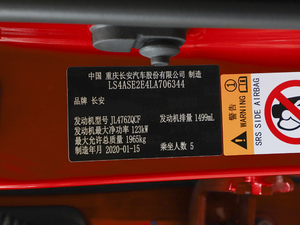 中国 重庆长安汽车股份有限公司 制造
LS4ASE2E4LA706344
品牌 长安
发动机型号 JL476ZQCF 发动机排量 1499mL
发动机最大净功率 123kW
最大允许总质量 1965kg
制造年月 2020-01-15 乘坐人数 5
警告
WARNING
SRS SIDE AIRBAG